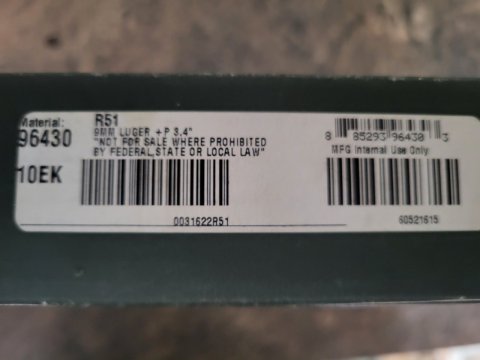 Material:
96430
10EK
R51
9MM LUGER +P 3.4"
"NOT FOR SALE WHERE PROHIBITED
BY FEDERAL,STATE OR LOCAL LAW"
0031622R51
8 85293 96430 3
MFG Internal Use Only.
60521615